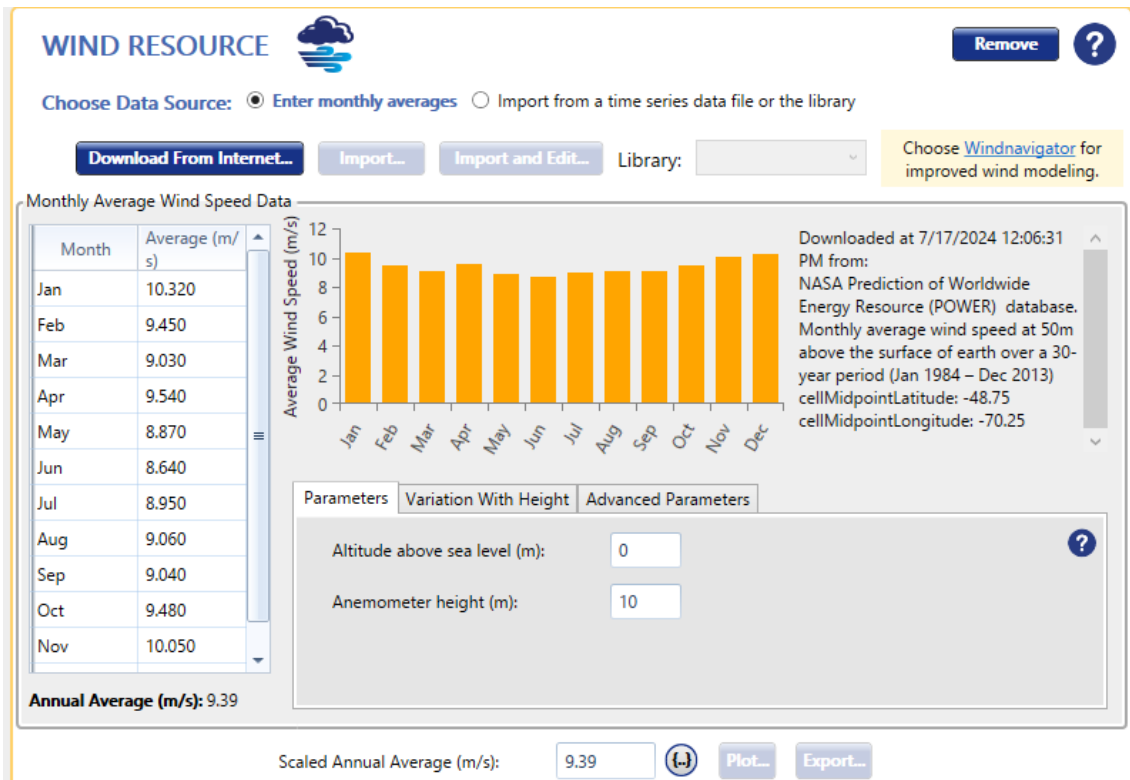 WIND RESOURCE
Remove
?
Choose Data Source: Enter monthly averages Import from a time series data file or the library
Download From Internet... Import... Import and Edit... Library:
Choose Windnavigator for
improved wind modeling.
Monthly Average Wind Speed Data
Month Average (m/
s)
Jan 10.320
Feb 9.450
Mar 9.030
Apr 9.540
May 8.870
Jun 8.640
Jul 8.950
Aug 9.060
Sep 9.040
Oct 9.480
Nov 10.050
Annual Average (m/s): 9.39
Average Wind Speed (m/s)
12
10
8
6
4
2
0
Jan Feb Mar Apr May Jun Jul Aug Sep Oct Nov Dec
Downloaded at 7/17/2024 12:06:31
PM from:
NASA Prediction of Worldwide
Energy Resource (POWER) database.
Monthly average wind speed at 50m
above the surface of earth over a 30-
year period (Jan 1984 – Dec 2013)
cellMidpointLatitude: -48.75
cellMidpointLongitude: -70.25
Parameters Variation With Height Advanced Parameters
Altitude above sea level (m): 0
?
Anemometer height (m): 10
Scaled Annual Average (m/s): 9.39 {..} Plot... Export...